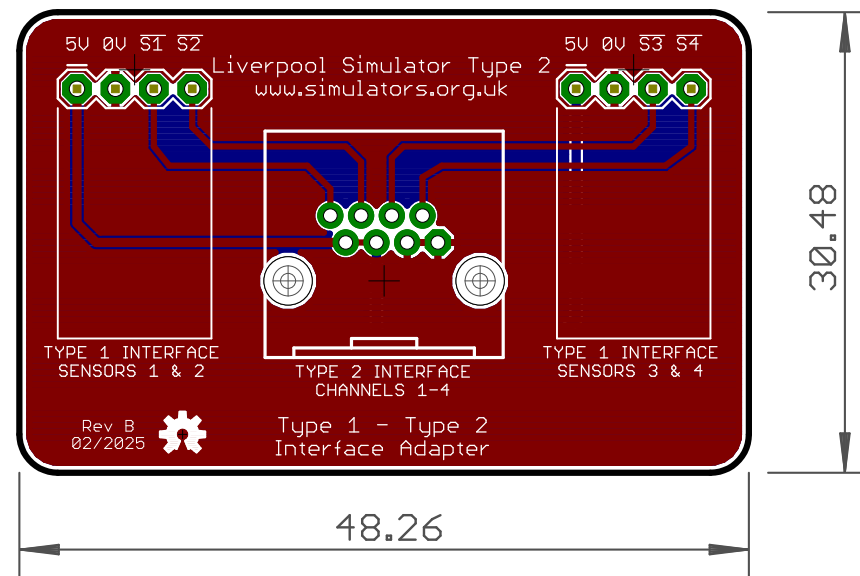 5V 0V S1 S2
5V 0V S3 S4
Liverpool Simulator Type 2
www.simulators.org.uk
30.48
TYPE 1 INTERFACE
SENSORS 1 & 2
TYPE 2 INTERFACE
CHANNELS 1-4
TYPE 1 INTERFACE
SENSORS 3 & 4
Rev B
02/2025
Type 1 - Type 2
Interface Adapter
48.26